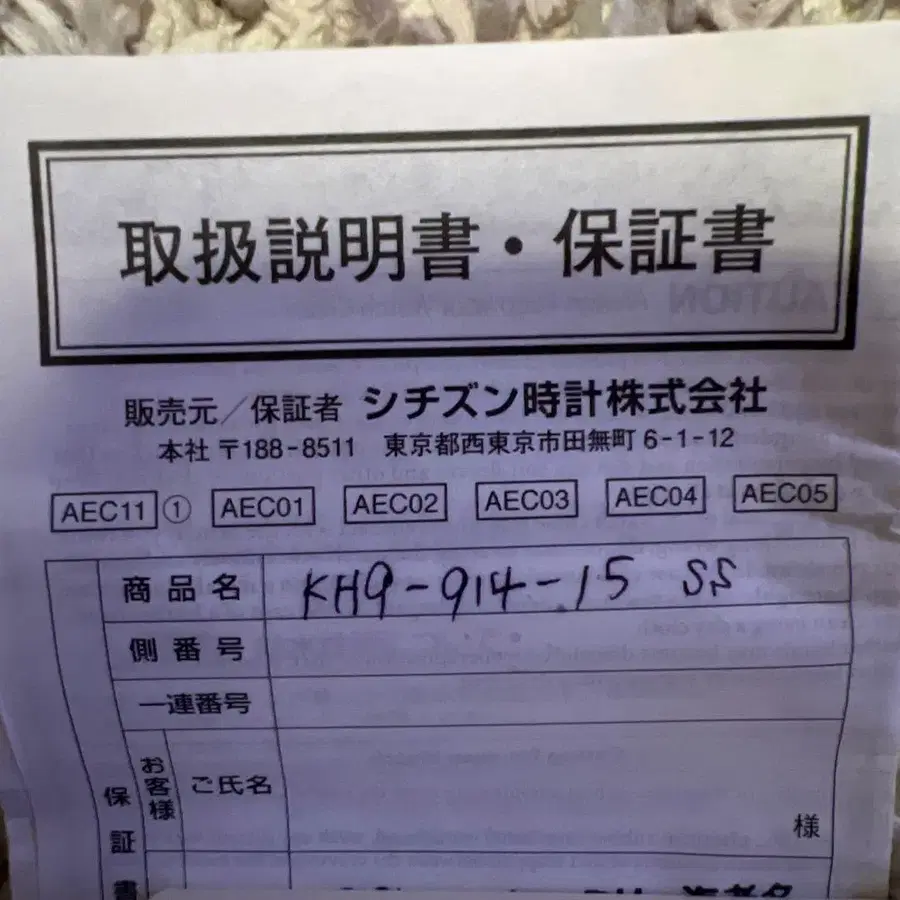 取扱説明書・保証書
販売元／保証者 シチズン時計株式会社
本社 〒188-8511 東京都西東京市田無町6-1-12
AEC11 ① AEC01 AEC02 AEC03 AEC04 AEC05
商品名 KH9-914-15 SS
側番号
一連番号
保証書
お客様
ご氏名
様